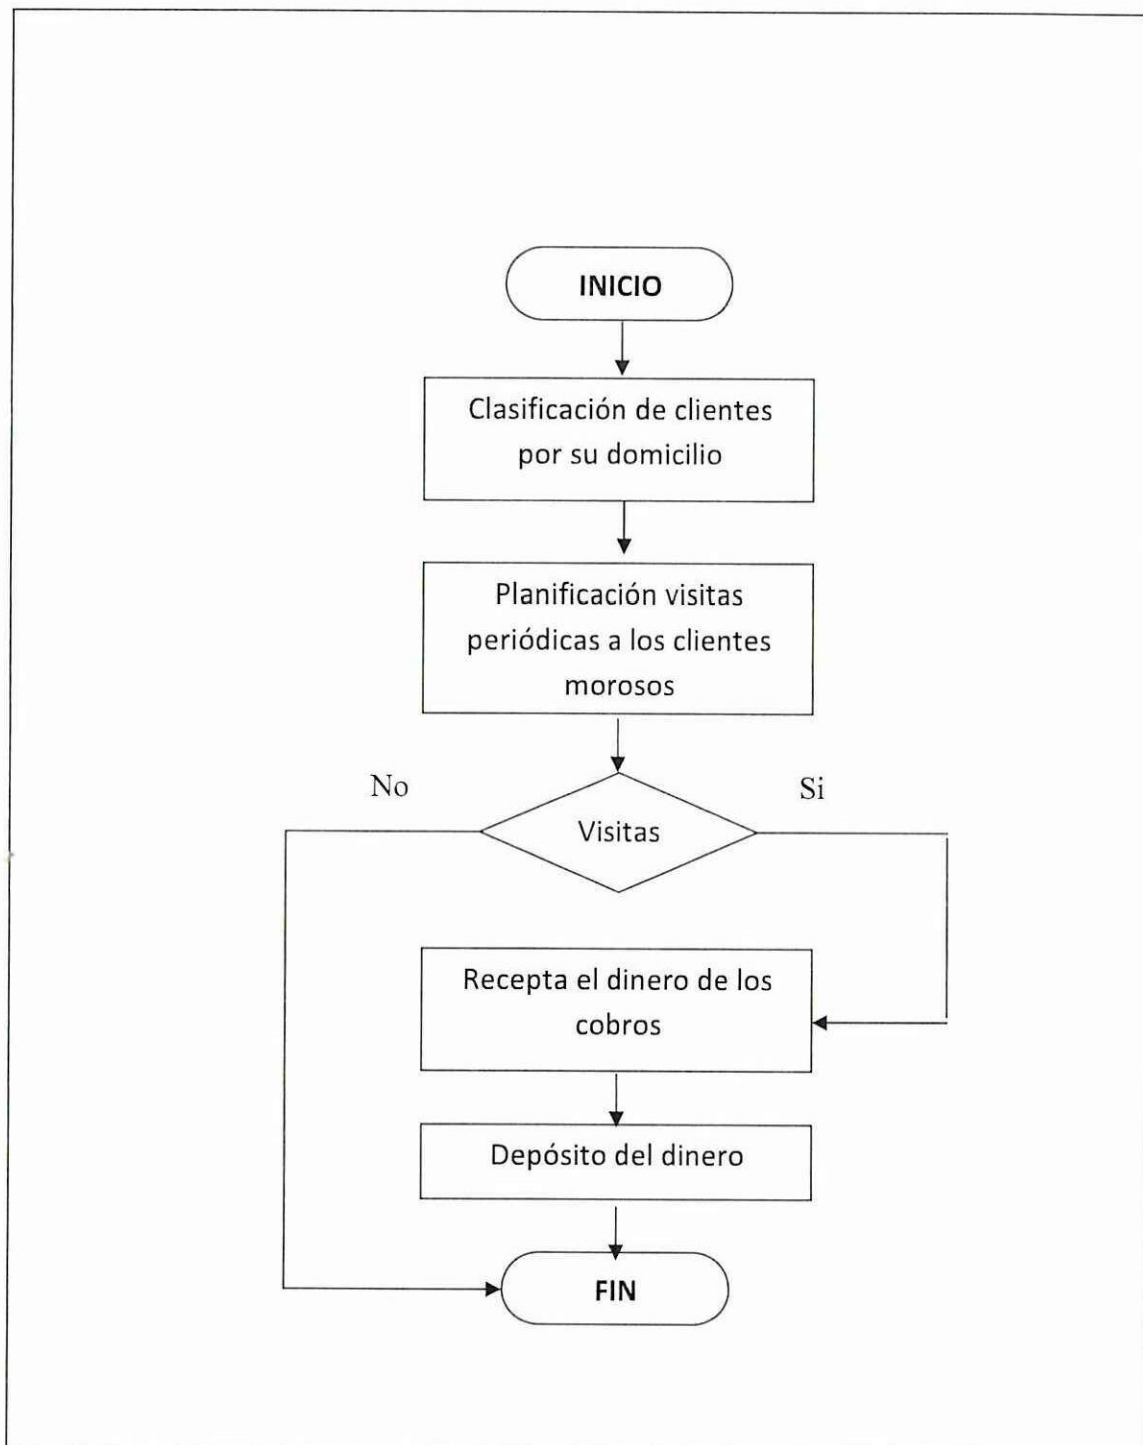 INICIO
Clasificación de clientes
por su domicilio
Planificación visitas
periódicas a los clientes
morosos
No
Si
Visitas
Recepta el dinero de los
cobros
Depósito del dinero
FIN